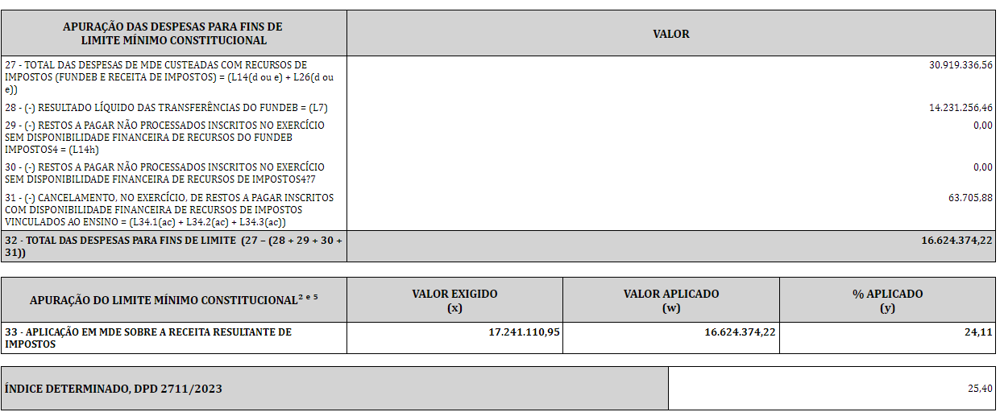 APURAÇÃO DAS DESPESAS PARA FINS DE
LIMITE MÍNIMO CONSTITUCIONAL
VALOR
27 - TOTAL DAS DESPESAS DE MDE CUSTEADAS COM RECURSOS DE
IMPOSTOS (FUNDEB E RECEITA DE IMPOSTOS) = (L14(d ou e) + L26(d ou
e))
30.919.336,56
28 - (-) RESULTADO LÍQUIDO DAS TRANSFERÊNCIAS DO FUNDEB = (L7)
14.231.256,46
29 - (-) RESTOS A PAGAR NÃO PROCESSADOS INSCRITOS NO EXERCÍCIO
SEM DISPONIBILIDADE FINANCEIRA DE RECURSOS DO FUNDEB
IMPOSTOS4 = (L14h)
0,00
30 - (-) RESTOS A PAGAR NÃO PROCESSADOS INSCRITOS NO EXERCÍCIO
SEM DISPONIBILIDADE FINANCEIRA DE RECURSOS DE IMPOSTOS4?7
0,00
31 - (-) CANCELAMENTO, NO EXERCÍCIO, DE RESTOS A PAGAR INSCRITOS
COM DISPONIBILIDADE FINANCEIRA DE RECURSOS DE IMPOSTOS
VINCULADOS AO ENSINO = (L34.1(ac) + L34.2(ac) + L34.3(ac))
63.705,88
32 - TOTAL DAS DESPESAS PARA FINS DE LIMITE (27 – (28 + 29 + 30 +
31))
16.624.374,22
APURAÇÃO DO LIMITE MÍNIMO CONSTITUCIONAL² ᵉ ⁵
VALOR EXIGIDO
(x)
VALOR APLICADO
(w)
% APLICADO
(y)
33 - APLICAÇÃO EM MDE SOBRE A RECEITA RESULTANTE DE
IMPOSTOS
17.241.110,95
16.624.374,22
24,11
ÍNDICE DETERMINADO, DPD 2711/2023
25,40